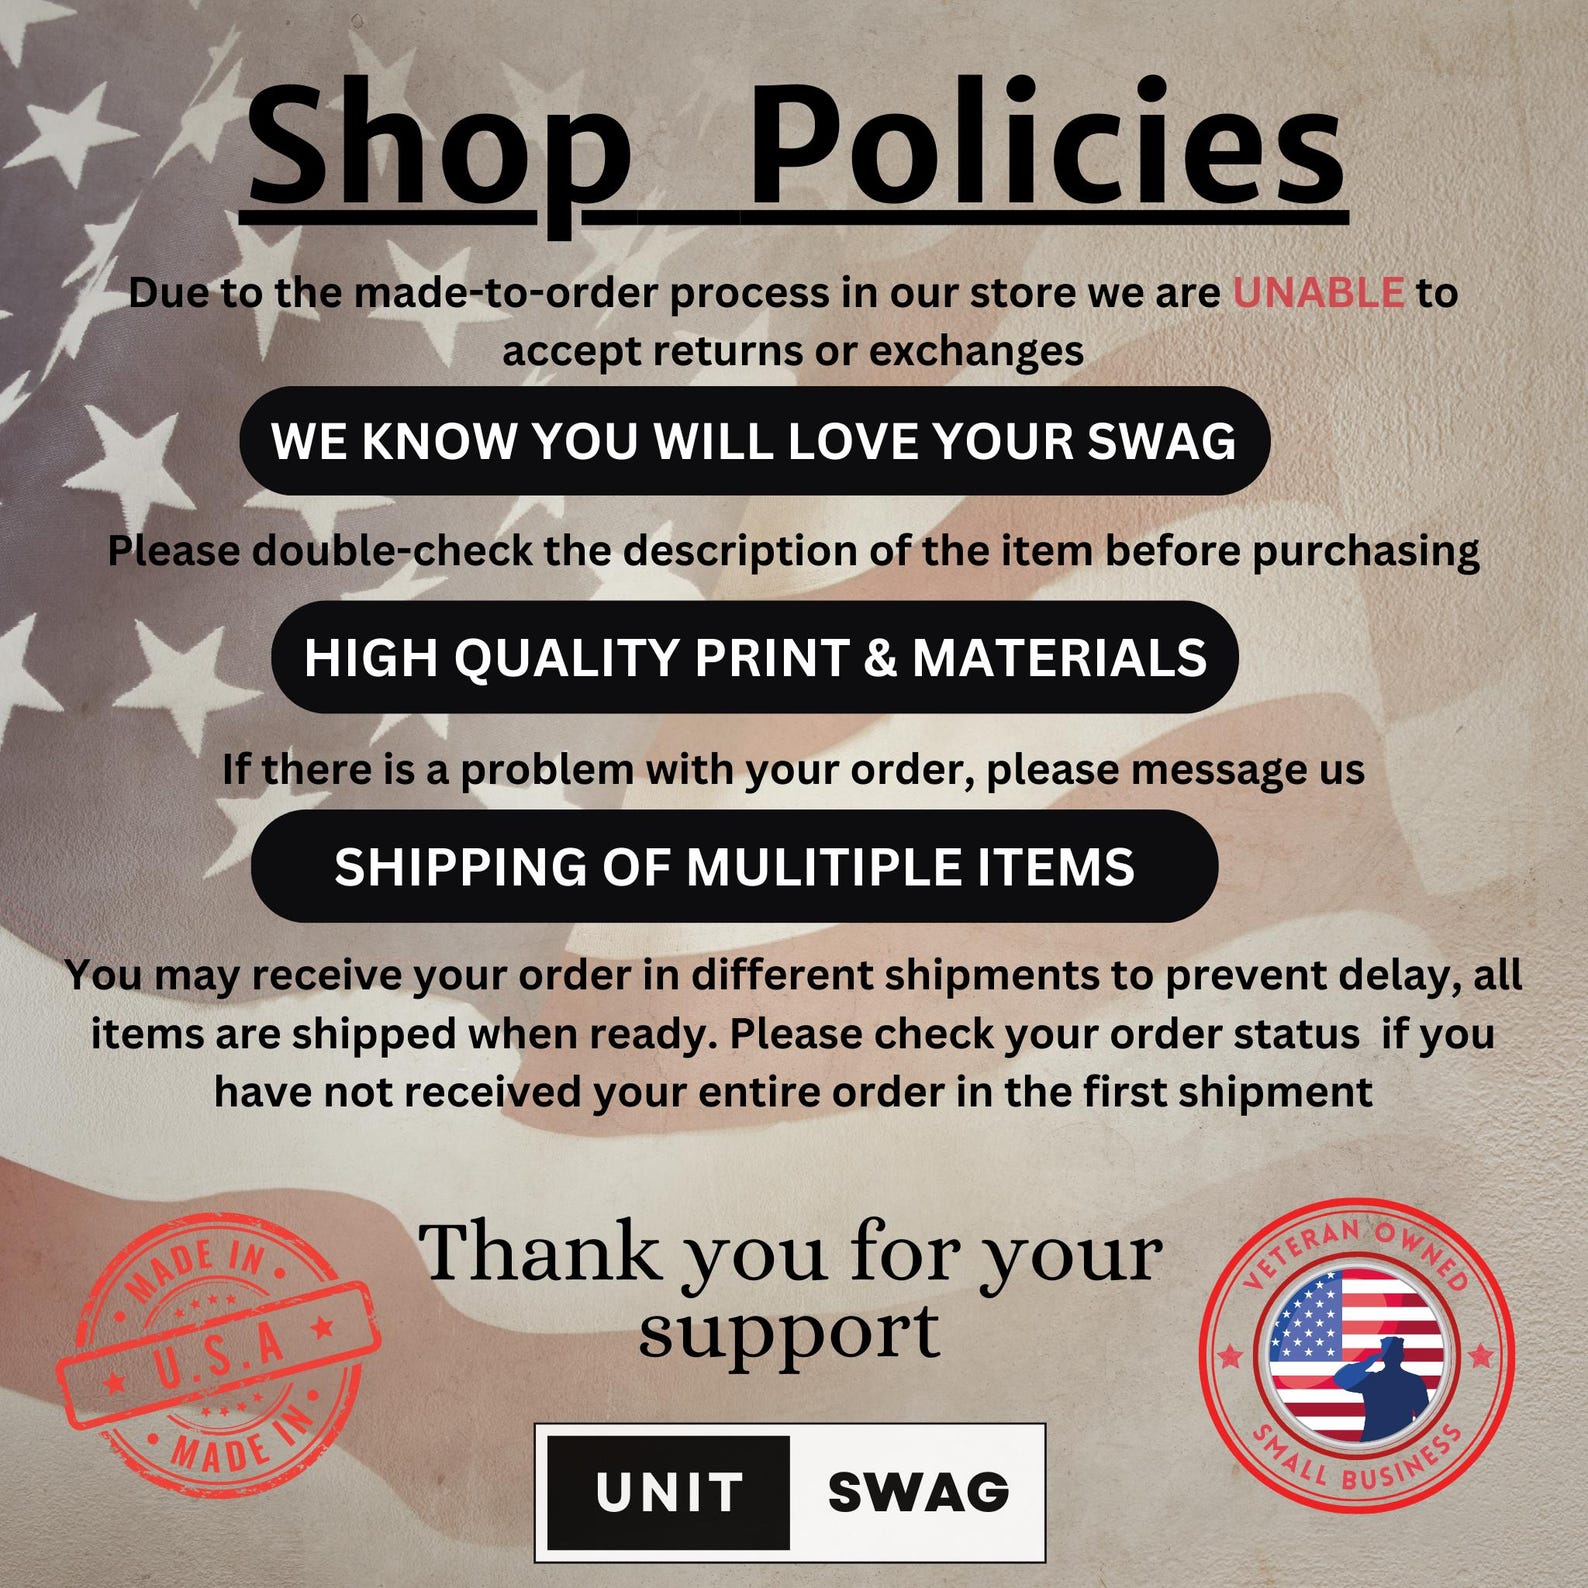 Shop Policies
Due to the made-to-order process in our store we are UNABLE to
accept returns or exchanges
WE KNOW YOU WILL LOVE YOUR SWAG
Please double-check the description of the item before purchasing
HIGH QUALITY PRINT & MATERIALS
If there is a problem with your order, please message us
SHIPPING OF MULITIPLE ITEMS
You may receive your order in different shipments to prevent delay, all
items are shipped when ready. Please check your order status if you
have not received your entire order in the first shipment
Thank you for your
support
MADE IN
U.S.A
MADE IN
VETERAN OWNED
SMALL BUSINESS
UNIT SWAG